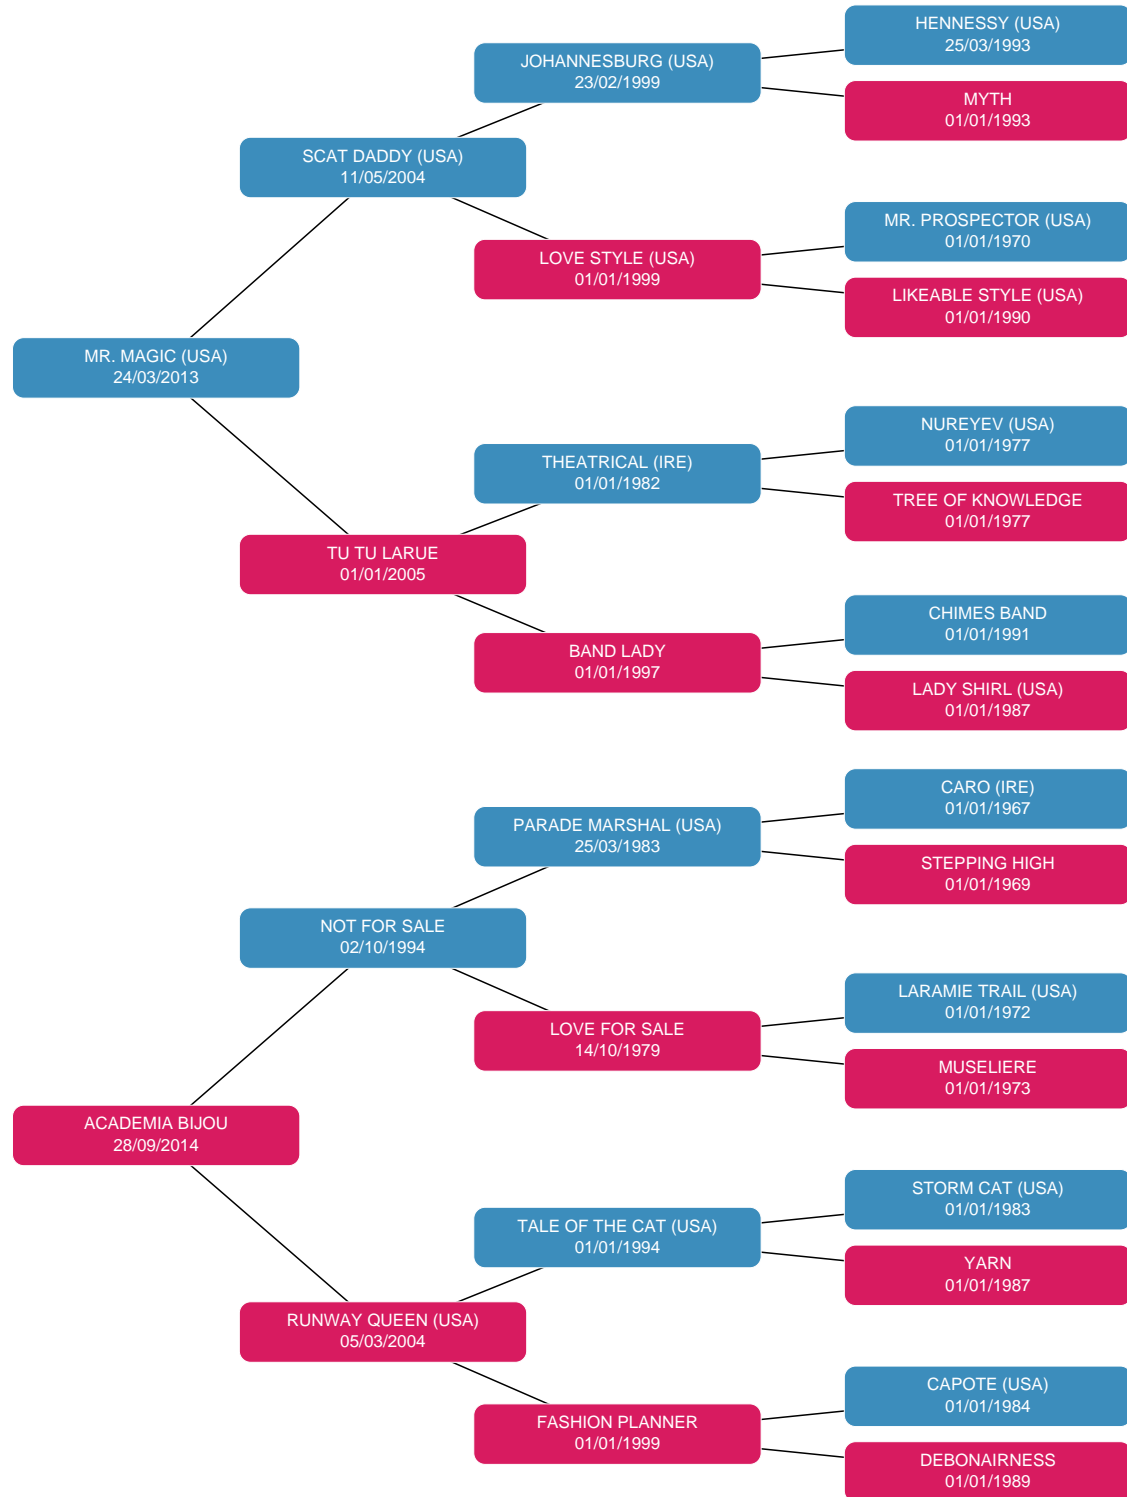 HENNESSY (USA)
25/03/1993
JOHANNESBURG (USA)
23/02/1999
MYTH
01/01/1993
SCAT DADDY (USA)
11/05/2004
MR. PROSPECTOR (USA)
01/01/1970
LOVE STYLE (USA)
01/01/1999
LIKEABLE STYLE (USA)
01/01/1990
MR. MAGIC (USA)
24/03/2013
NUREYEV (USA)
01/01/1977
THEATRICAL (IRE)
01/01/1982
TREE OF KNOWLEDGE
01/01/1977
TU TU LARUE
01/01/2005
CHIMES BAND
01/01/1991
BAND LADY
01/01/1997
LADY SHIRL (USA)
01/01/1987
CARO (IRE)
01/01/1967
PARADE MARSHAL (USA)
25/03/1983
STEPPING HIGH
01/01/1969
NOT FOR SALE
02/10/1994
LARAMIE TRAIL (USA)
01/01/1972
LOVE FOR SALE
14/10/1979
MUSELIERE
01/01/1973
ACADEMIA BIJOU
28/09/2014
STORM CAT (USA)
01/01/1983
TALE OF THE CAT (USA)
01/01/1994
YARN
01/01/1987
RUNWAY QUEEN (USA)
05/03/2004
CAPOTE (USA)
01/01/1984
FASHION PLANNER
01/01/1999
DEBONAIRNESS
01/01/1989